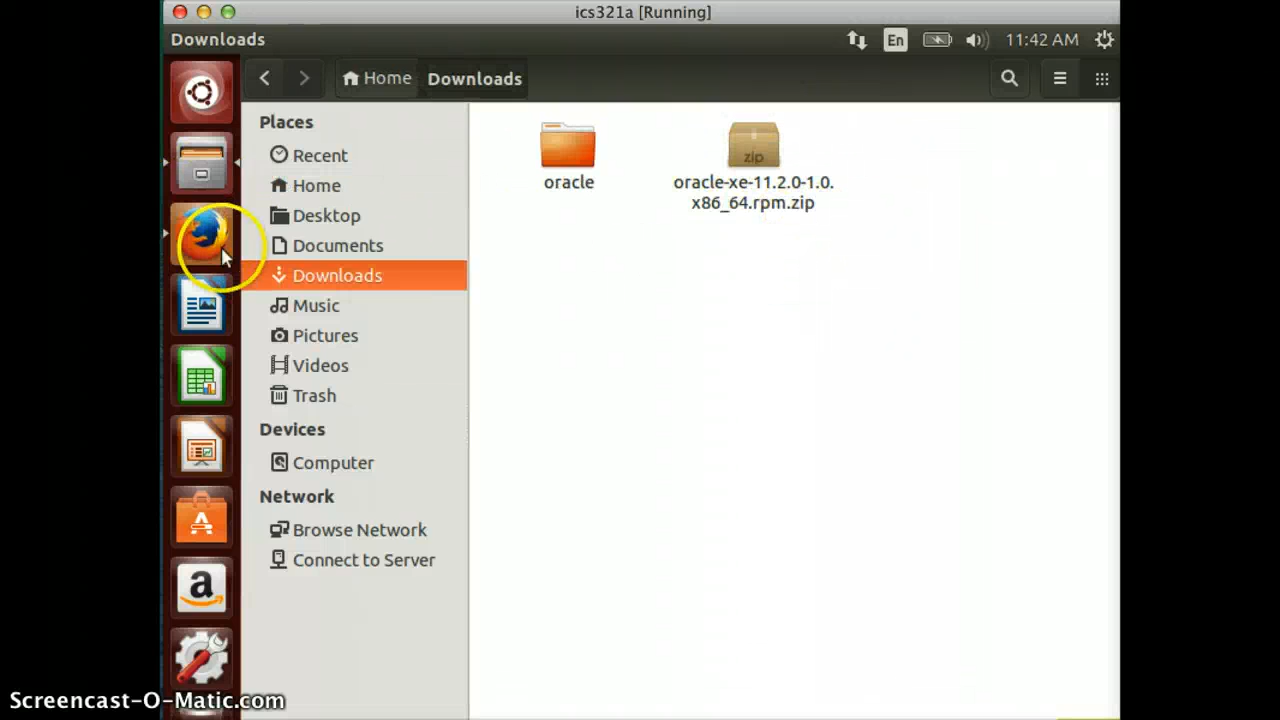 ics321a [Running]
Downloads
En
11:42 AM
Home
Downloads
Places
Recent
Home
Desktop
Documents
Downloads
Music
Pictures
Videos
Trash
Devices
Computer
Network
Browse Network
Connect to Server
oracle
zip
oracle-xe-11.2.0-1.0.
x86_64.rpm.zip
a
Screencast-O-Matic.com